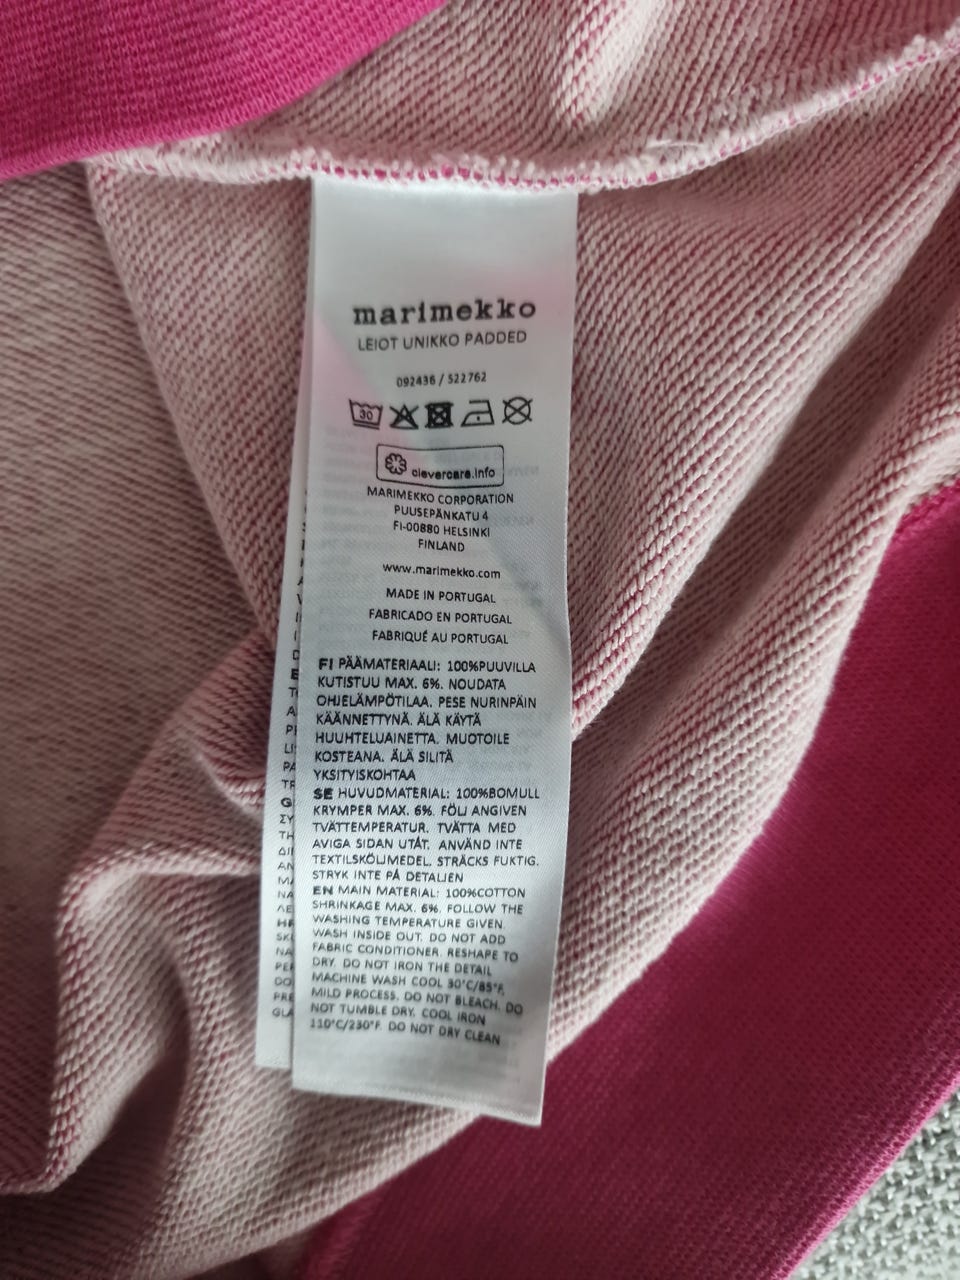 marimekko
LEIOT UNIKKO PADDED
092436 / 522762
30
clevercare.info
MARIMEKKO CORPORATION
PUUSEPÄNKATU 4
FI-00880 HELSINKI
FINLAND
www.marimekko.com
MADE IN PORTUGAL
FABRICADO EN PORTUGAL
FABRIQUÉ AU PORTUGAL
FI PÄÄMATERIAALI: 100%PUUVILLA
KUTISTUU MAX. 6%. NOUDATA
OHJELÄMPÖTILAA. PESE NURINPÄIN
KÄÄNNETTYNÄ. ÄLÄ KÄYTÄ
HUUHTELUAINETTA. MUOTOILE
KOSTEANA. ÄLÄ SILITÄ
YKSITYISKOHTAA
SE HUVUDMATERIAL: 100%BOMULL
KRYMPER MAX. 6%. FÖLJ ANGIVEN
TVÄTTEMPERATUR. TVÄTTA MED
AVIGA SIDAN UTÅT. ANVÄND INTE
TEXTILSKÖLJMEDEL. STRÄCKS FUKTIG.
STRYK INTE PÅ DETALJEN
EN MAIN MATERIAL: 100%COTTON
SHRINKAGE MAX. 6%. FOLLOW THE
WASHING TEMPERATURE GIVEN.
WASH INSIDE OUT. DO NOT ADD
FABRIC CONDITIONER. RESHAPE TO
DRY. DO NOT IRON THE DETAIL
MACHINE WASH COOL 30°C/85°F,
MILD PROCESS. DO NOT BLEACH. DO
NOT TUMBLE DRY. COOL IRON
110°C/230°F. DO NOT DRY CLEAN